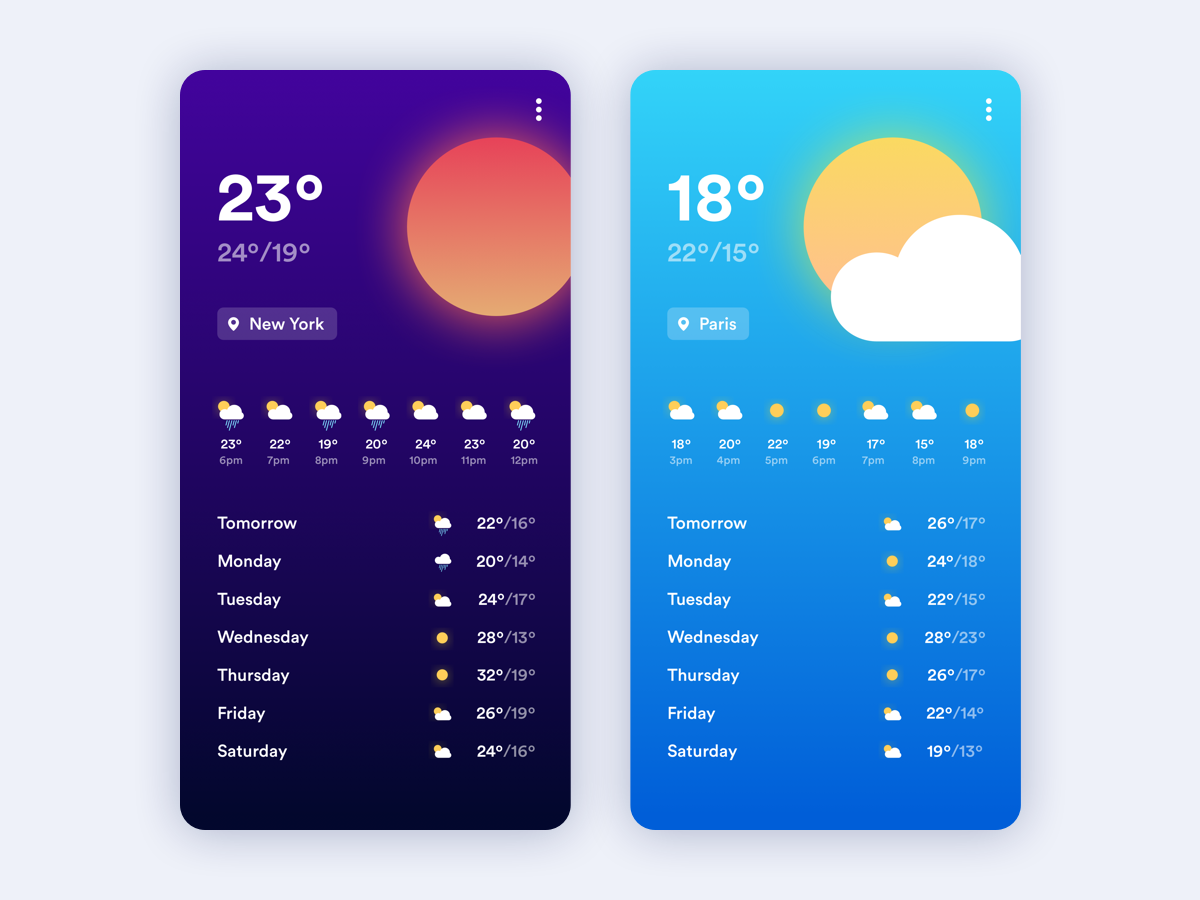 23°
24°/19°
New York
23° 22° 19° 20° 24° 23° 20°
6pm 7pm 8pm 9pm 10pm 11pm 12pm
Tomorrow 22°/16°
Monday 20°/14°
Tuesday 24°/17°
Wednesday 28°/13°
Thursday 32°/19°
Friday 26°/19°
Saturday 24°/16°
18°
22°/15°
Paris
18° 20° 22° 19° 17° 15° 18°
3pm 4pm 5pm 6pm 7pm 8pm 9pm
Tomorrow 26°/17°
Monday 24°/18°
Tuesday 22°/15°
Wednesday 28°/23°
Thursday 26°/17°
Friday 22°/14°
Saturday 19°/13°